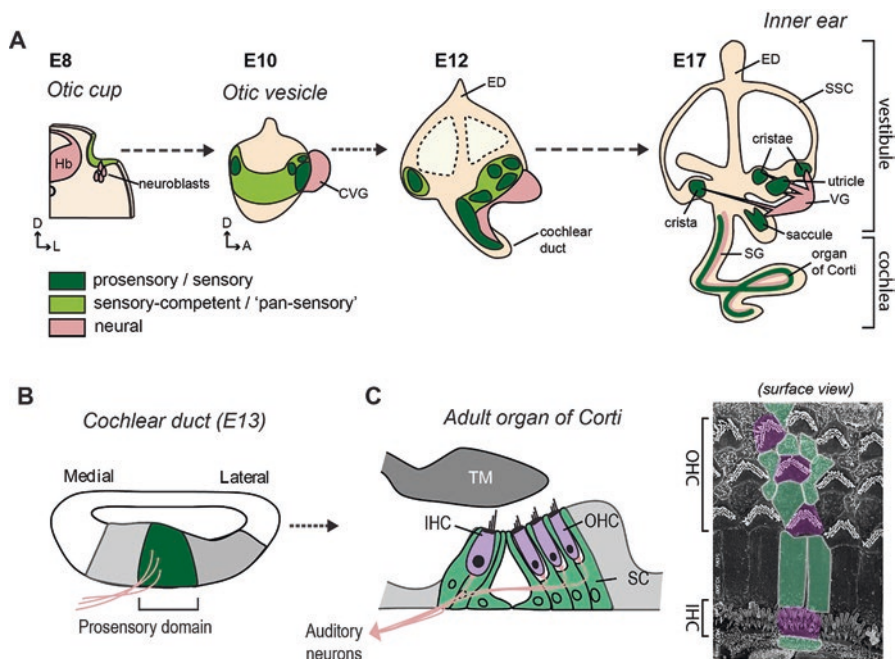 A
E8
Otic cup
Hb
neuroblasts
D
L
E10
Otic vesicle
CVG
D
A
E12
ED
cochlear
duct
Inner ear
E17
ED
SSC
cristae
utricle
VG
crista
saccule
SG
organ
of Corti
vestibule
cochlea
prosensory / sensory
sensory-competent / 'pan-sensory'
neural
B
Cochlear duct (E13)
Medial
Lateral
Prosensory domain
C
Adult organ of Corti
TM
IHC
OHC
SC
Auditory
neurons
(surface view)
OHC
IHC